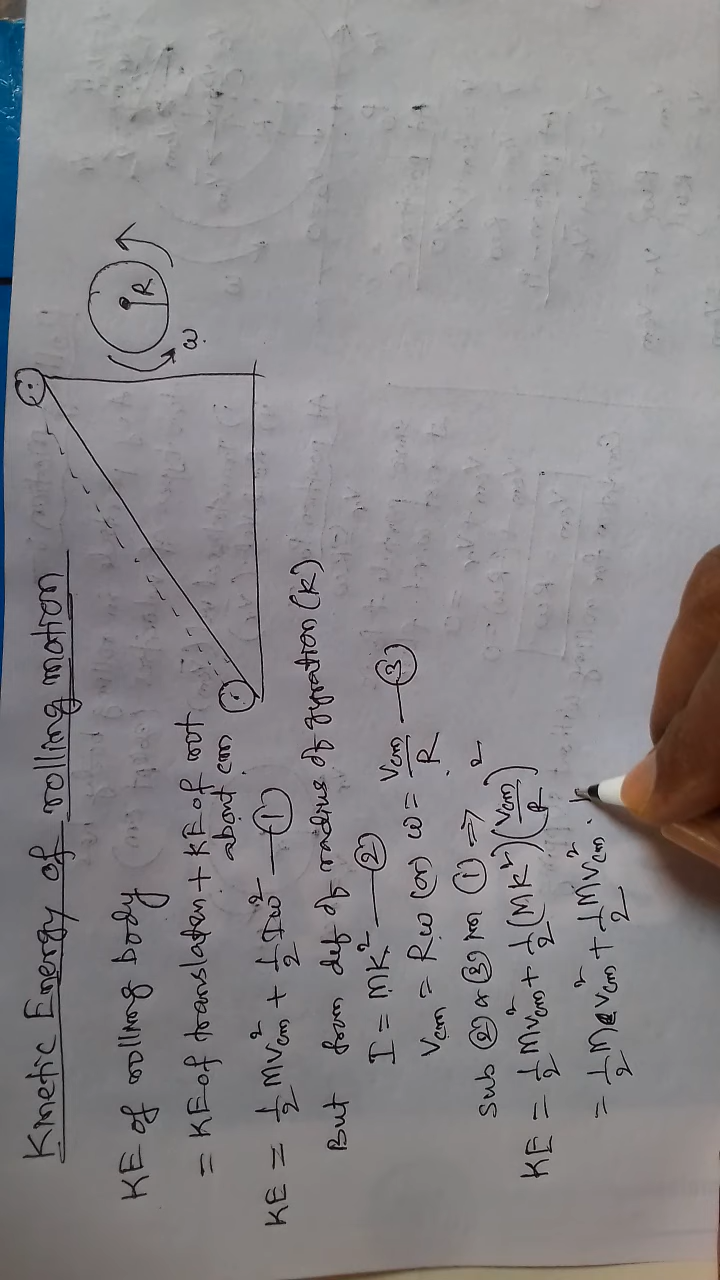 Kinetic Energy of rolling motion
R
ω
KE of rolling body
= KE of translation + KE of rot
about cm
KE = 1/2 MV²cm + 1/2 Iω² — ①
But from def of radius of gyration (K)
I = MK² — ②
Vcm = Rω (or) ω = Vcm/R — ③
Sub ② & ③ in ① ⇒
KE = 1/2 MV²cm + 1/2 (MK²)(Vcm/R)²
= 1/2 M V²cm + 1/2 MV²cm ·